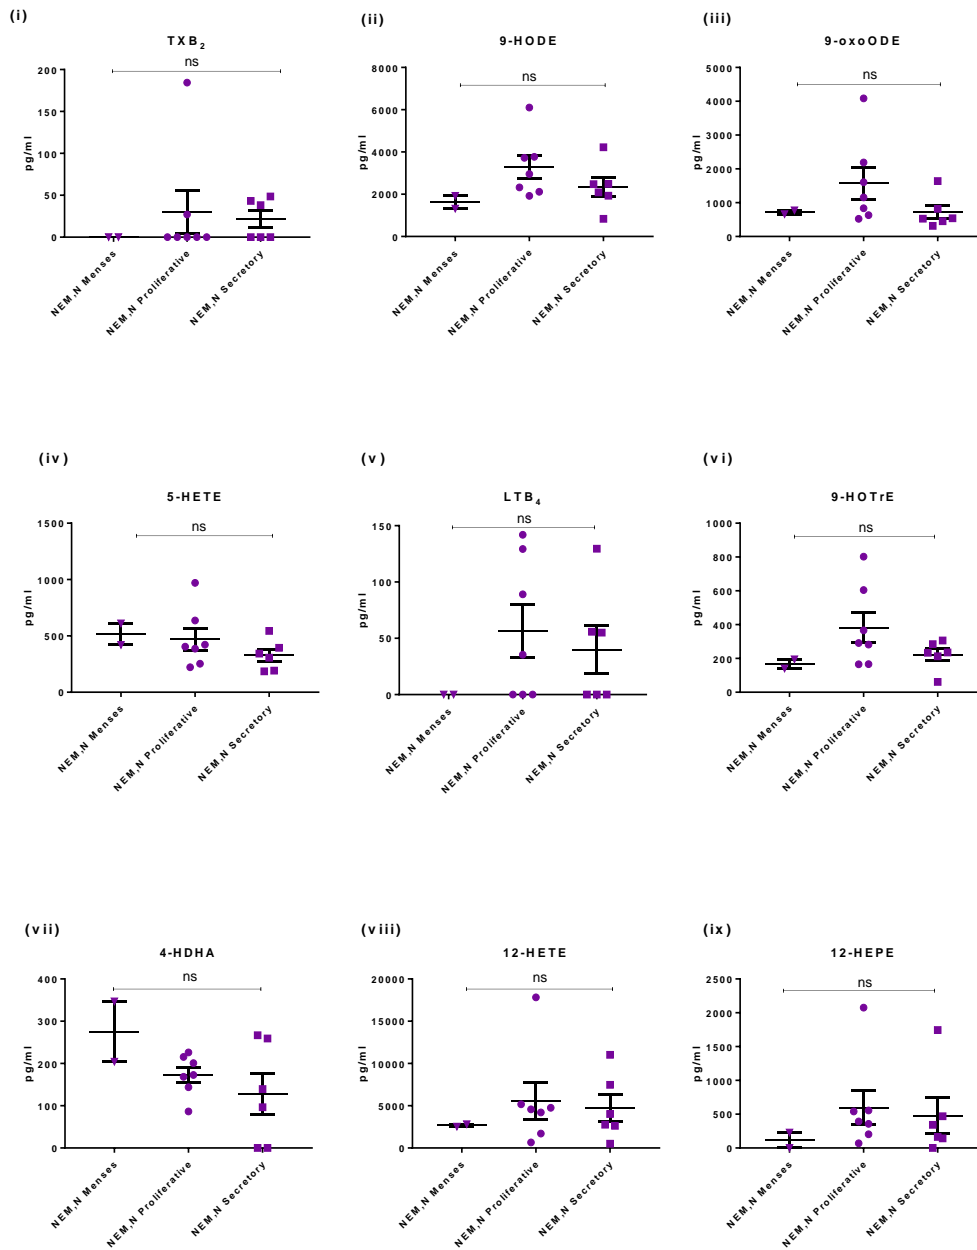 (i)
(ii)
(iii)
TXB₂
9-HODE
9-oxoODE
ns
ns
ns
pg/ml
200
150
100
50
0
pg/ml
8000
6000
4000
2000
0
pg/ml
5000
4000
3000
2000
1000
0
NEM,N Menses
NEM,N Proliferative
NEM,N Secretory
NEM,N Menses
NEM,N Proliferative
NEM,N Secretory
NEM,N Menses
NEM,N Proliferative
NEM,N Secretory
(iv)
(v)
(vi)
5-HETE
LTB₄
9-HOTrE
ns
ns
ns
pg/ml
1500
1000
500
0
pg/ml
150
100
50
0
pg/ml
1000
800
600
400
200
0
NEM,N Menses
NEM,N Proliferative
NEM,N Secretory
NEM,N Menses
NEM,N Proliferative
NEM,N Secretory
NEM,N Menses
NEM,N Proliferative
NEM,N Secretory
(vii)
(viii)
(ix)
4-HDHA
12-HETE
12-HEPE
ns
ns
ns
pg/ml
400
300
200
100
0
pg/ml
20000
15000
10000
5000
0
pg/ml
2500
2000
1500
1000
500
0
NEM,N Menses
NEM,N Proliferative
NEM,N Secretory
NEM,N Menses
NEM,N Proliferative
NEM,N Secretory
NEM,N Menses
NEM,N Proliferative
NEM,N Secretory